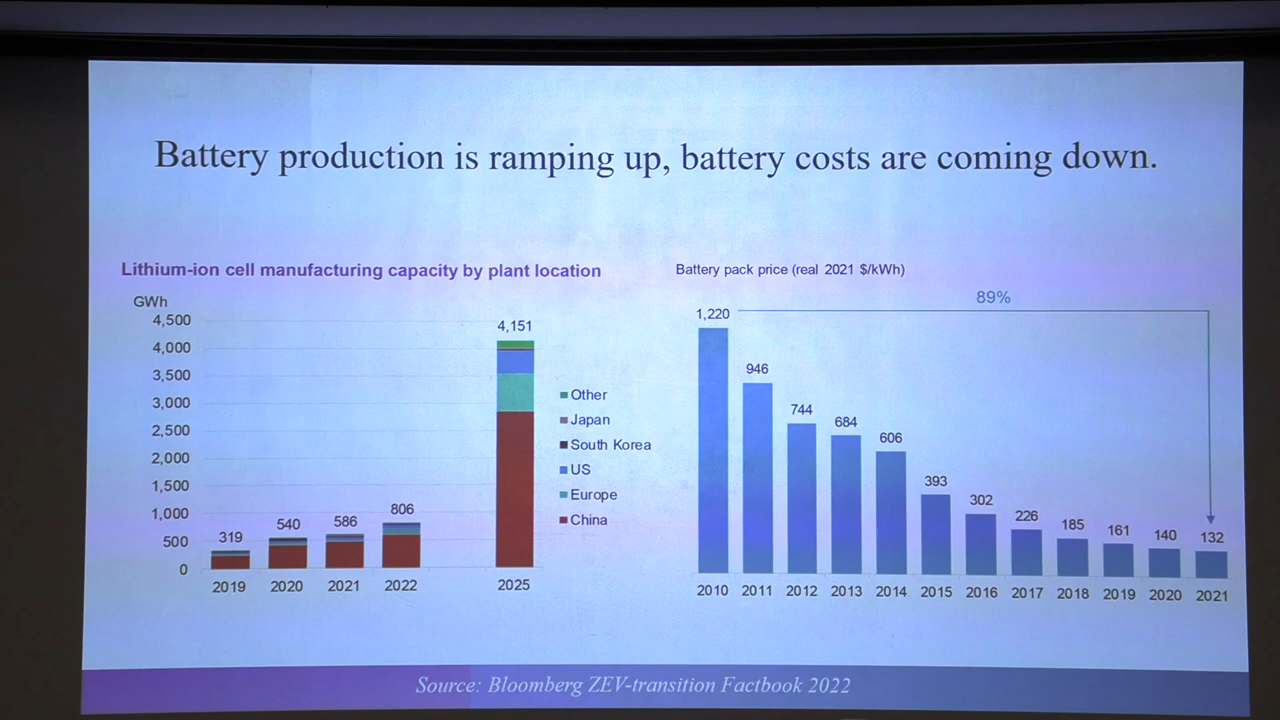 Battery production is ramping up, battery costs are coming down.
Lithium-ion cell manufacturing capacity by plant location
GWh
4,500
4,000
3,500
3,000
2,500
2,000
1,500
1,000
500
0
319
540
586
806
4,151
2019 2020 2021 2022 2025
Other
Japan
South Korea
US
Europe
China
Battery pack price (real 2021 $/kWh)
89%
1,220
946
744
684
606
393
302
226
185
161
140
132
2010 2011 2012 2013 2014 2015 2016 2017 2018 2019 2020 2021
Source: Bloomberg ZEV-transition Factbook 2022